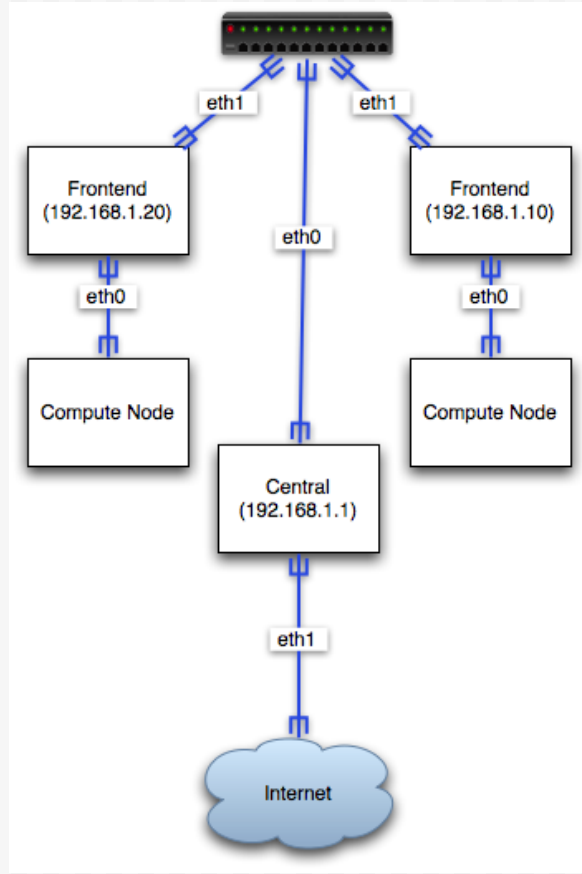 eth1
eth1
Frontend
(192.168.1.20)
Frontend
(192.168.1.10)
eth0
eth0
eth0
Compute Node
Compute Node
Central
(192.168.1.1)
eth1
Internet